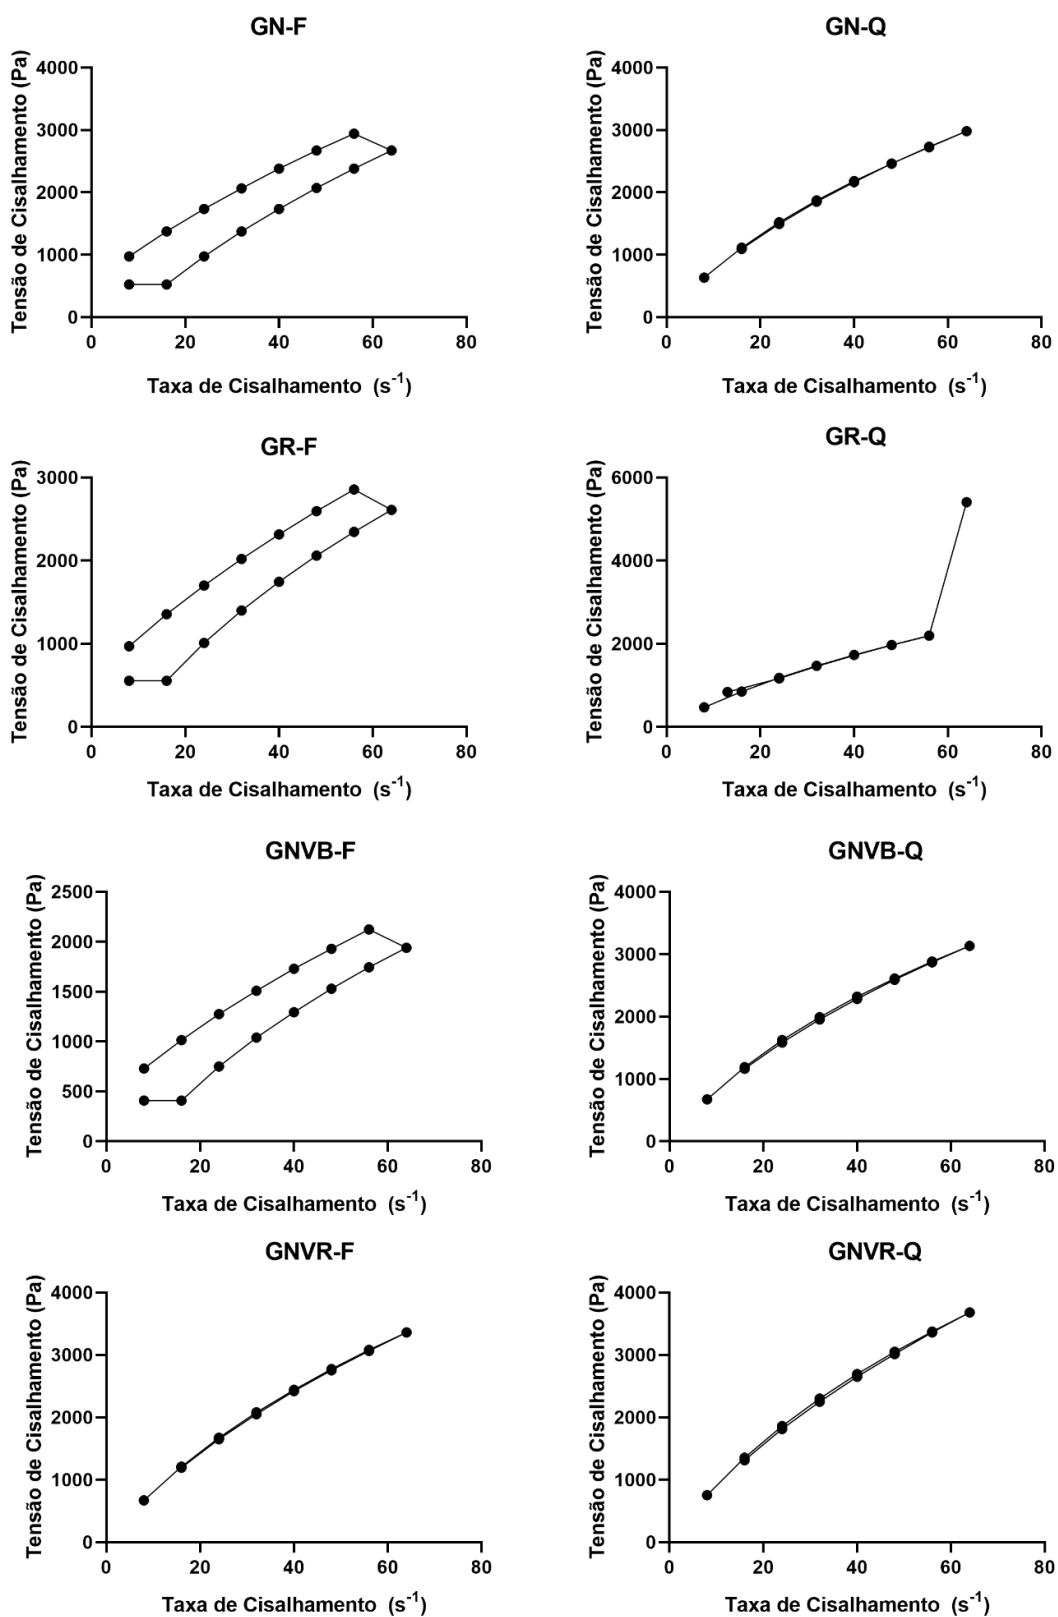 GN-F
Tensão de Cisalhamento (Pa)
4000
3000
2000
1000
0
0 20 40 60 80
Taxa de Cisalhamento (s-1)
GN-Q
Tensão de Cisalhamento (Pa)
4000
3000
2000
1000
0
0 20 40 60 80
Taxa de Cisalhamento (s-1)
GR-F
Tensão de Cisalhamento (Pa)
3000
2000
1000
0
0 20 40 60 80
Taxa de Cisalhamento (s-1)
GR-Q
Tensão de Cisalhamento (Pa)
6000
4000
2000
0
0 20 40 60 80
Taxa de Cisalhamento (s-1)
GNVB-F
Tensão de Cisalhamento (Pa)
2500
2000
1500
1000
500
0
0 20 40 60 80
Taxa de Cisalhamento (s-1)
GNVB-Q
Tensão de Cisalhamento (Pa)
4000
3000
2000
1000
0
0 20 40 60 80
Taxa de Cisalhamento (s-1)
GNVR-F
Tensão de Cisalhamento (Pa)
4000
3000
2000
1000
0
0 20 40 60 80
Taxa de Cisalhamento (s-1)
GNVR-Q
Tensão de Cisalhamento (Pa)
4000
3000
2000
1000
0
0 20 40 60 80
Taxa de Cisalhamento (s-1)